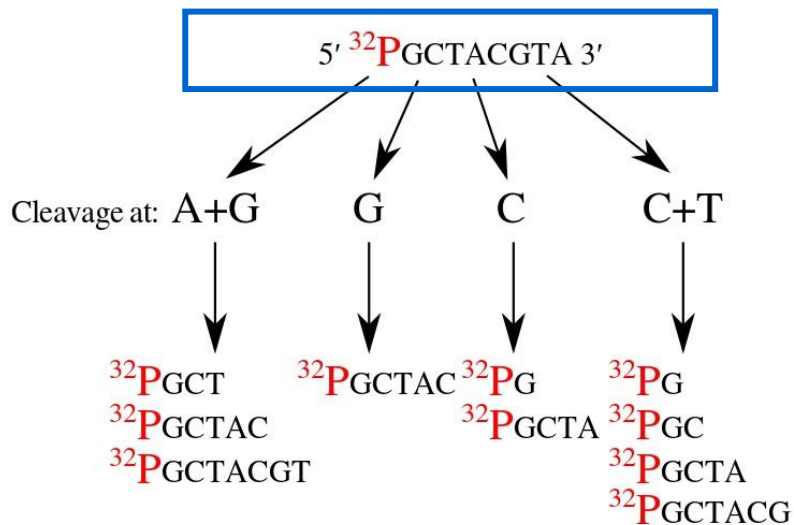 5′ ³²PGCTACGTA 3′
Cleavage at: A+G G C C+T
³²PGCT ³²PGCTAC ³²PG ³²PG
³²PGCTAC ³²PGCTA ³²PGC
³²PGCTACGT ³²PGCTA
³²PGCTACG